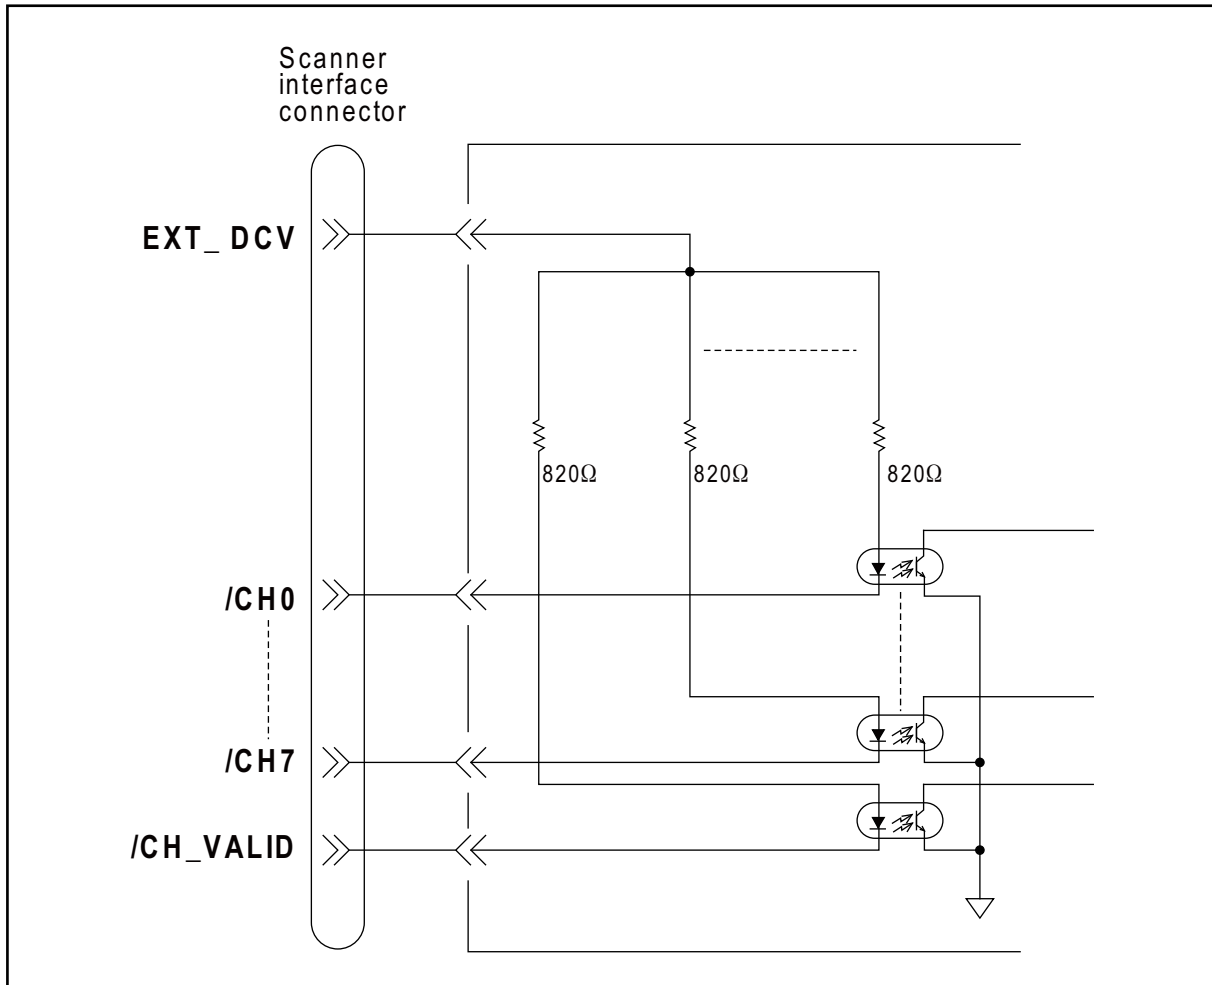 Scanner
interface
connector
EXT_ DCV
820Ω 820Ω 820Ω
/CH0
/CH7
/CH_VALID